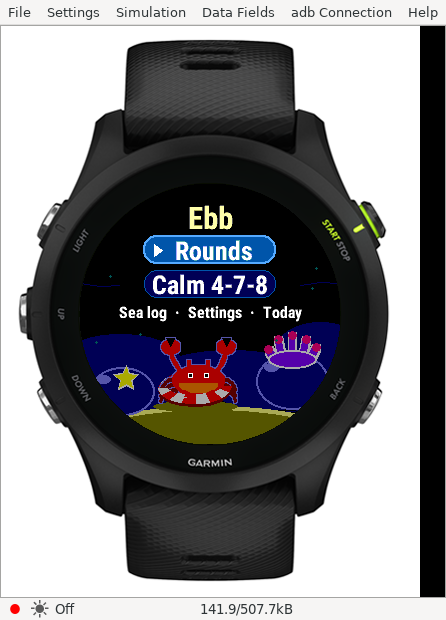 File Settings Simulation Data Fields adb Connection Help
LIGHT
START STOP
UP
DOWN
BACK
Ebb
Rounds
Calm 4-7-8
Sea log · Settings · Today
GARMIN
Off 141.9/507.7kB